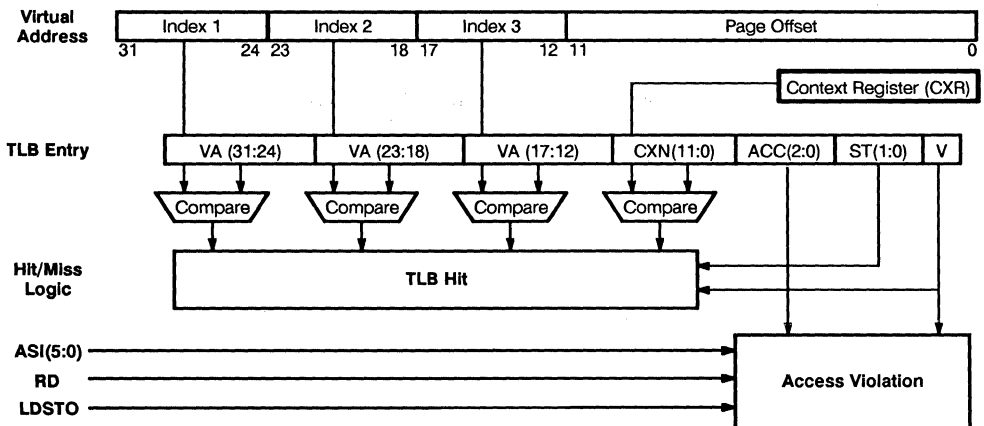 Virtual Address
Index 1
Index 2
Index 3
Page Offset
31
24
23
18
17
12
11
0
Context Register (CXR)
TLB Entry
VA (31:24)
VA (23:18)
VA (17:12)
CXN(11:0)
ACC(2:0)
ST(1:0)
V
Compare
Compare
Compare
Compare
Hit/Miss Logic
TLB Hit
ASI(5:0)
RD
LDSTO
Access Violation